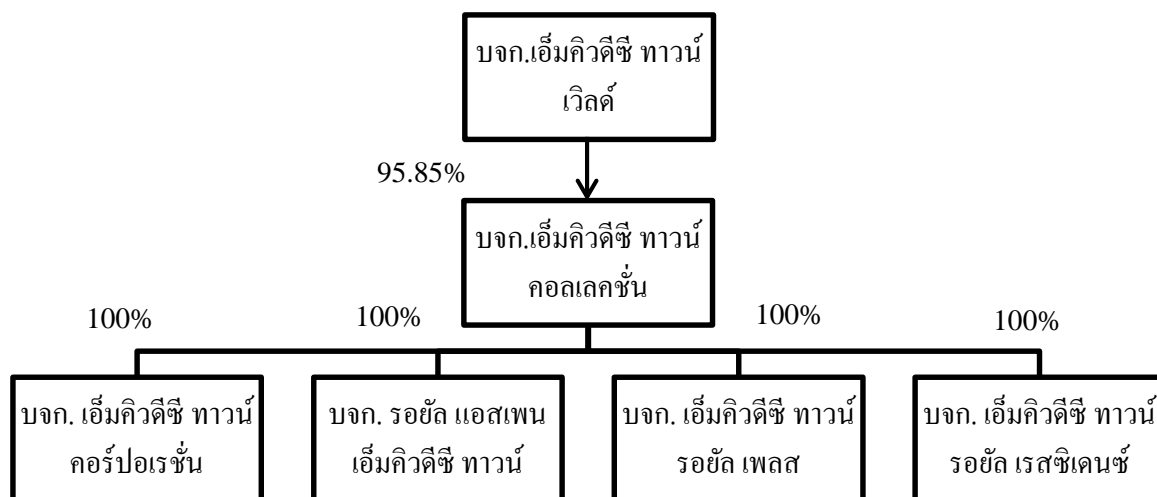 บจก.เอ็มคิวดีซี ทาวน์
เวิลด์
95.85%
บจก.เอ็มคิวดีซี ทาวน์
คอลเลคชั่น
100%
100%
100%
100%
บจก. เอ็มคิวดีซี ทาวน์
คอร์ปอเรชั่น
บจก. รอยัล แอสเพน
เอ็มคิวดีซี ทาวน์
บจก. เอ็มคิวดีซี ทาวน์
รอยัล เพลส
บจก. เอ็มคิวดีซี ทาวน์
รอยัล เรสซิเดนซ์